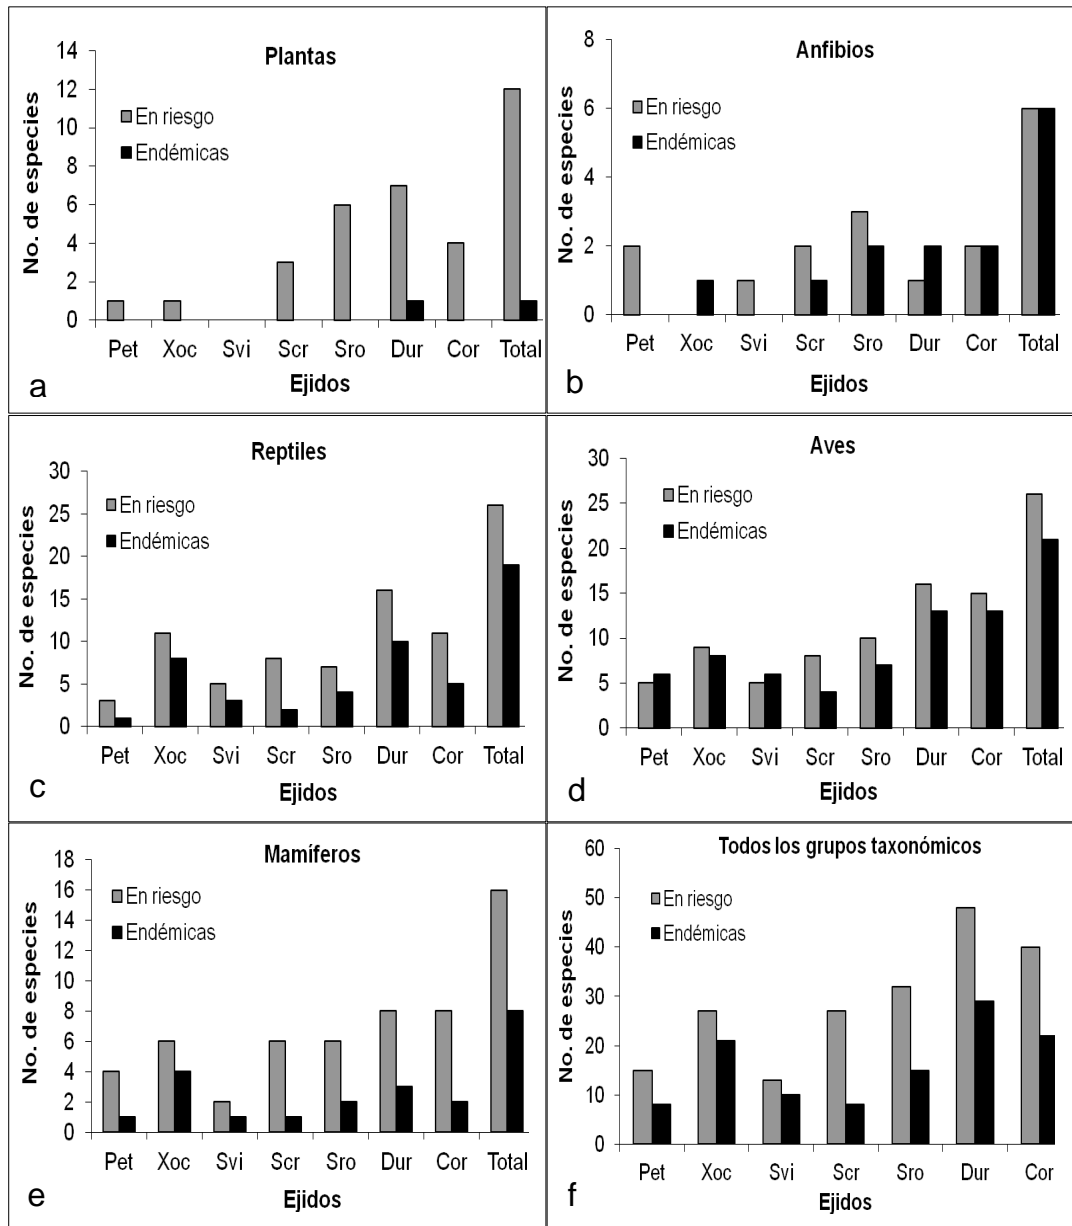 Plantas
No. de especies
14
12
10
8
6
4
2
0
En riesgo
Endémicas
Pet Xoc Svi Scr Sro Dur Cor Total
Ejidos
a
Anfibios
No. de especies
8
6
4
2
0
En riesgo
Endémicas
Pet Xoc Svi Scr Sro Dur Cor Total
Ejidos
b
Reptiles
No. de especies
30
25
20
15
10
5
0
En riesgo
Endémicas
Pet Xoc Svi Scr Sro Dur Cor Total
Ejidos
c
Aves
No. de especies
30
25
20
15
10
5
0
En riesgo
Endémicas
Pet Xoc Svi Scr Sro Dur Cor Total
Ejidos
d
Mamíferos
No. de especies
18
16
14
12
10
8
6
4
2
0
En riesgo
Endémicas
Pet Xoc Svi Scr Sro Dur Cor Total
Ejidos
e
Todos los grupos taxonómicos
No. de especies
60
50
40
30
20
10
0
En riesgo
Endémicas
Pet Xoc Svi Scr Sro Dur Cor
Ejidos
f